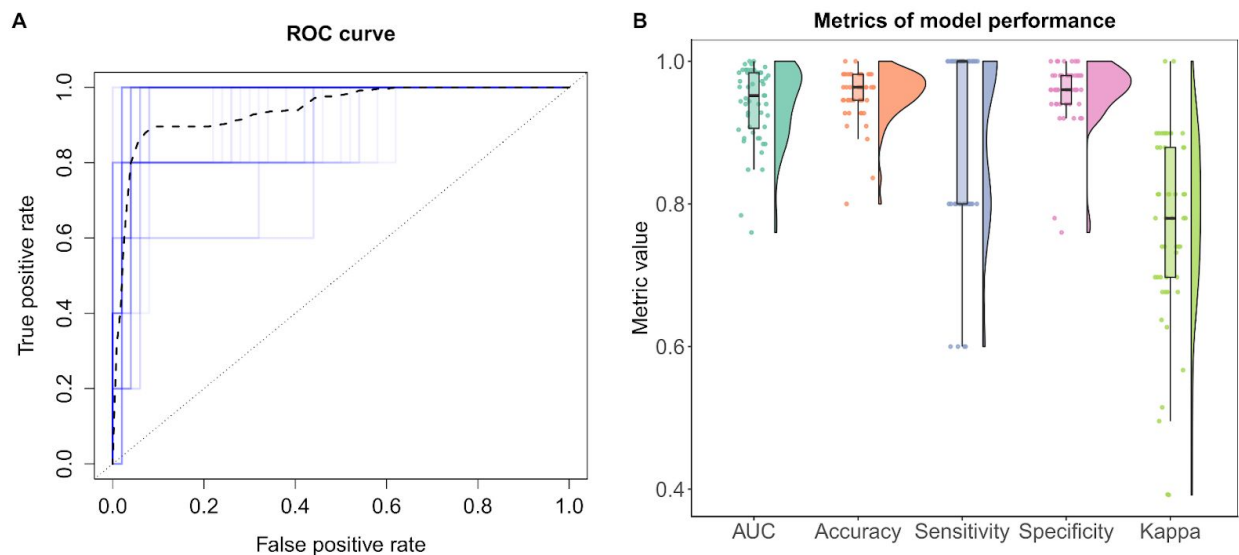 A
ROC curve
True positive rate
1.0
0.8
0.6
0.4
0.2
0.0
0.0 0.2 0.4 0.6 0.8 1.0
False positive rate
B
Metrics of model performance
Metric value
1.0
0.8
0.6
0.4
AUC Accuracy Sensitivity Specificity Kappa